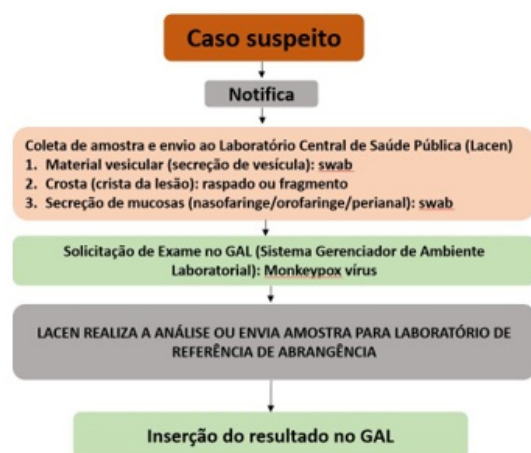 Caso suspeito
Notifica
Coleta de amostra e envio ao Laboratório Central de Saúde Pública (Lacen)
1. Material vesicular (secreção de vesícula): swab
2. Crosta (crista da lesão): raspado ou fragmento
3. Secreção de mucosas (nasofaringe/orofaringe/perianal): swab
Solicitação de Exame no GAL (Sistema Gerenciador de Ambiente
Laboratorial): Monkeypox vírus
LACEN REALIZA A ANÁLISE OU ENVIA AMOSTRA PARA LABORATÓRIO DE
REFERÊNCIA DE ABRANGÊNCIA
Inserção do resultado no GAL